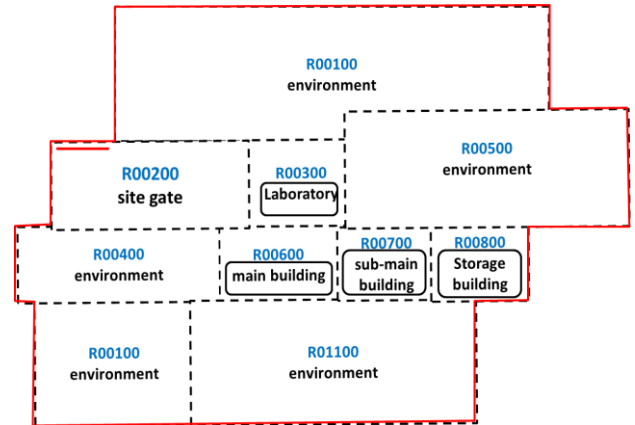 R00100
environment
R00500
environment
R00200
site gate
R00300
Laboratory
R00400
environment
R00600
main building
R00700
sub-main
building
R00800
Storage
building
R00100
environment
R01100
environment